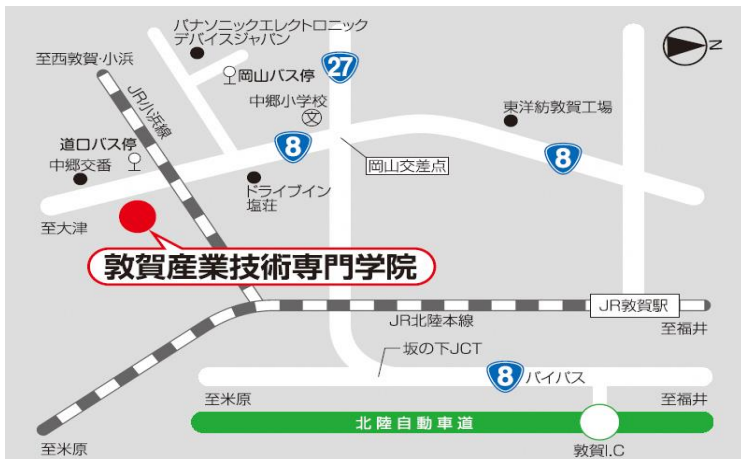 パナソニックエレクトロニック
デバイスジャパン
至西敦賀·小浜
岡山バス停
27
N
JR小浜線
中郷小学校
文
東洋紡敦賀工場
道口バス停
中郷交番
8
岡山交差点
8
ドライブイン
塩荘
至大津
敦賀産業技術専門学院
JR敦賀駅
JR北陸本線
至福井
坂の下JCT
8 バイパス
至米原
至福井
北陸自動車道
至米原
敦賀I.C